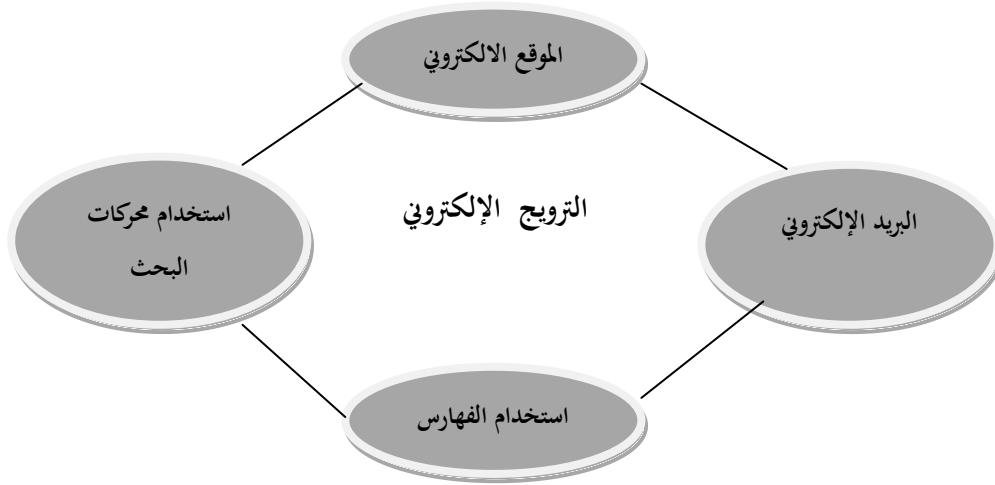 الموقع الالكتروني
استخدام محركات
البحث
الترويج الإلكتروني
البريد الإلكتروني
استخدام الفهارس